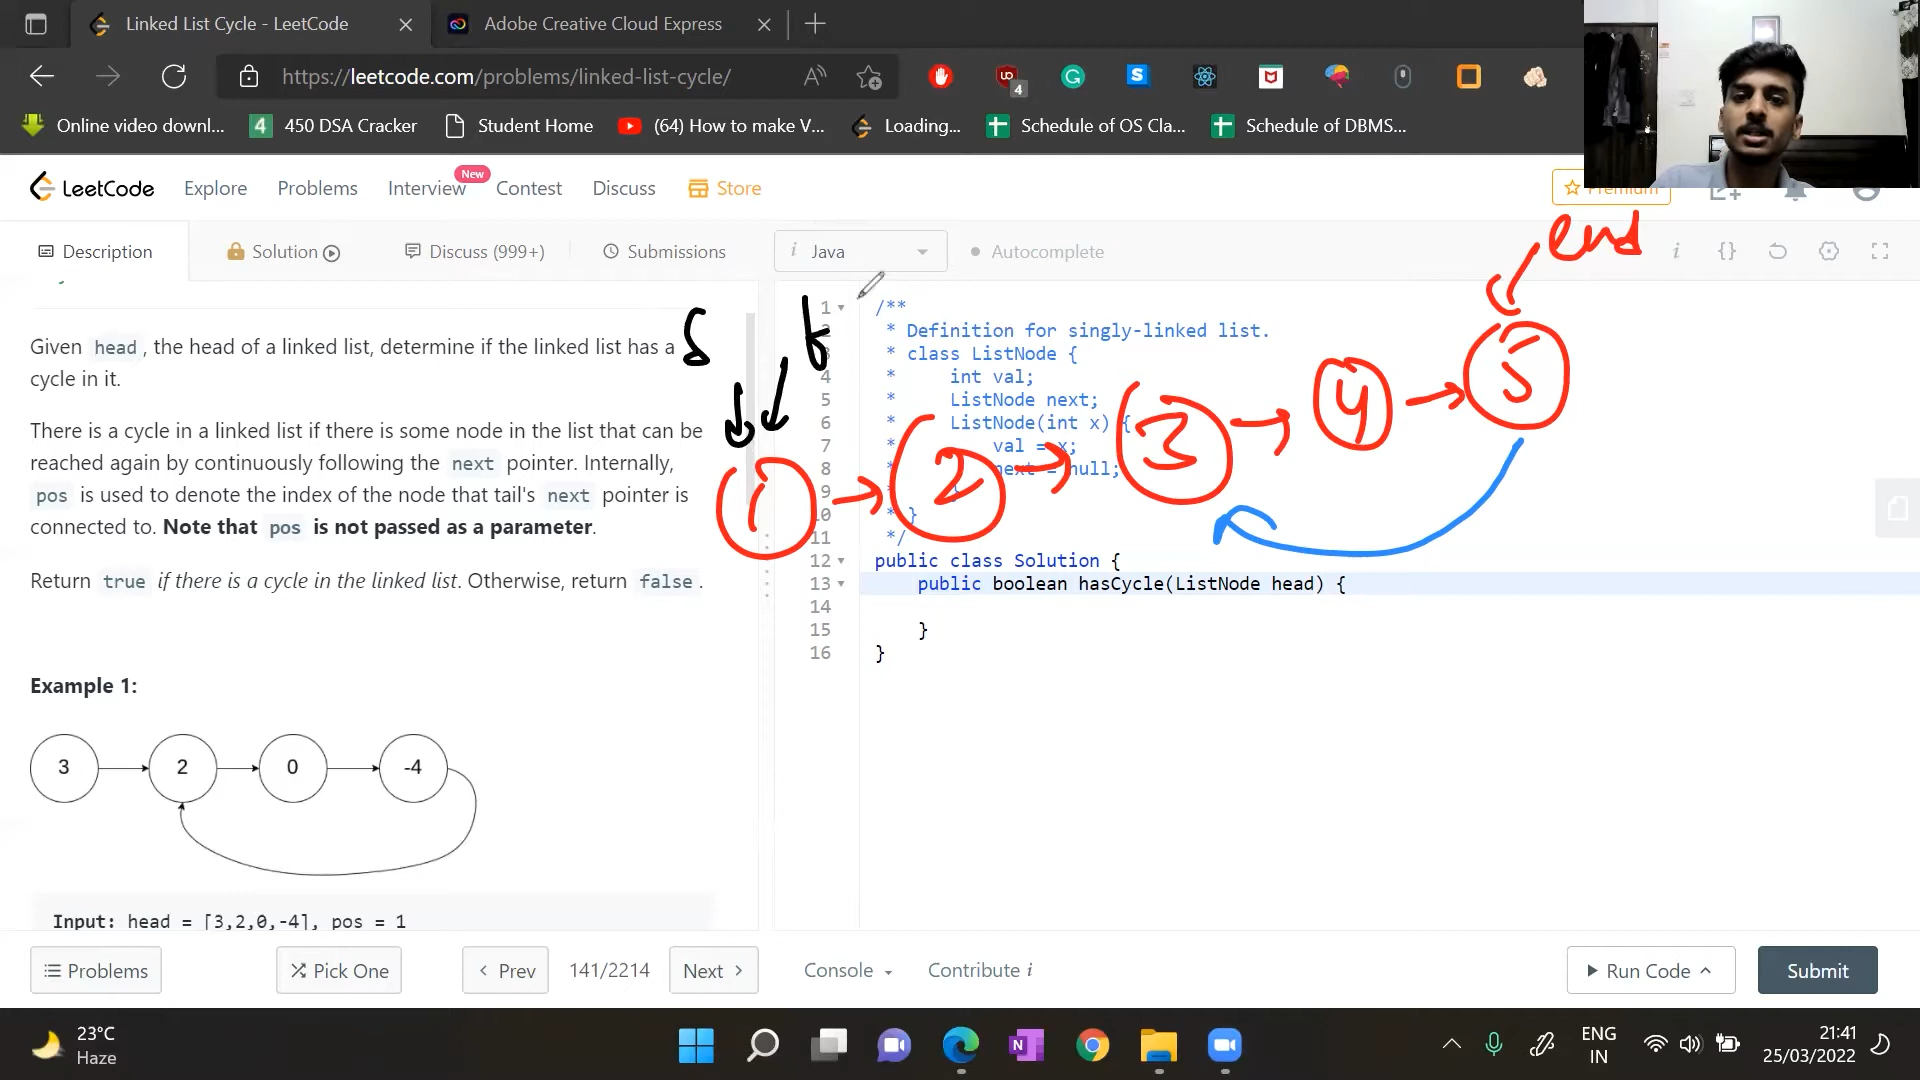 Linked List Cycle - LeetCode
Adobe Creative Cloud Express
https://leetcode.com/problems/linked-list-cycle/
4
Online video downl...
4 450 DSA Cracker
Student Home
(64) How to make V...
Loading...
Schedule of OS Cla...
Schedule of DBMS...
LeetCode
Explore
Problems
Interview
New
Contest
Discuss
Store
Premium
Description
Solution
Discuss (999+)
Submissions
i Java
Autocomplete
end
Given head, the head of a linked list, determine if the linked list has a
cycle in it.
There is a cycle in a linked list if there is some node in the list that can be
reached again by continuously following the next pointer. Internally,
pos is used to denote the index of the node that tail's next pointer is
connected to. Note that pos is not passed as a parameter.
Return true if there is a cycle in the linked list. Otherwise, return false.
Example 1:
3 2 0 -4
Input: head = [3,2,0,-4], pos = 1
S f
1 2 3 4 5
1 /**
2 * Definition for singly-linked list.
* class ListNode {
4 * int val;
5 * ListNode next;
6 * ListNode(int x) {
7 * val = x;
8 next = null;
9
10 * }
11 */
12 public class Solution {
13 public boolean hasCycle(ListNode head) {
14
15 }
16 }
Problems
Pick One
Prev
141/2214
Next
Console
Contribute i
Run Code
Submit
23°C
Haze
ENG
IN
21:41
25/03/2022